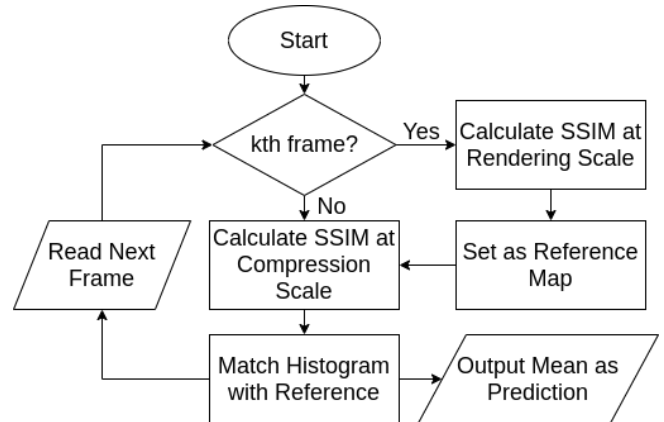 Start
kth frame?
Yes
Calculate SSIM at
Rendering Scale
No
Read Next
Frame
Calculate SSIM at
Compression
Scale
Set as Reference
Map
Match Histogram
with Reference
Output Mean as
Prediction